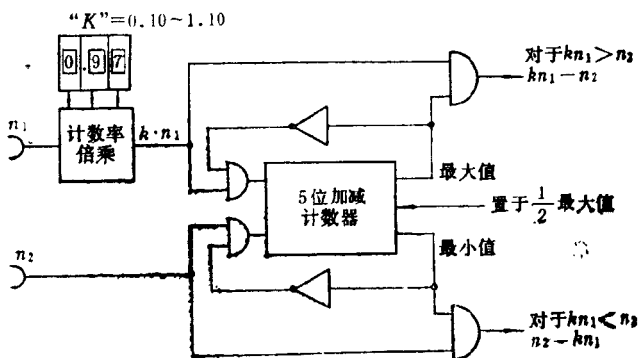 “K”=0.10~1.10
0.97
n₁
计数率
倍乘
k·n₁
对于kn₁>n₂
kn₁−n₂
最大值
5位加减
计数器
置于1/2最大值
最小值
n₂
对于kn₁<n₂
n₂−kn₁